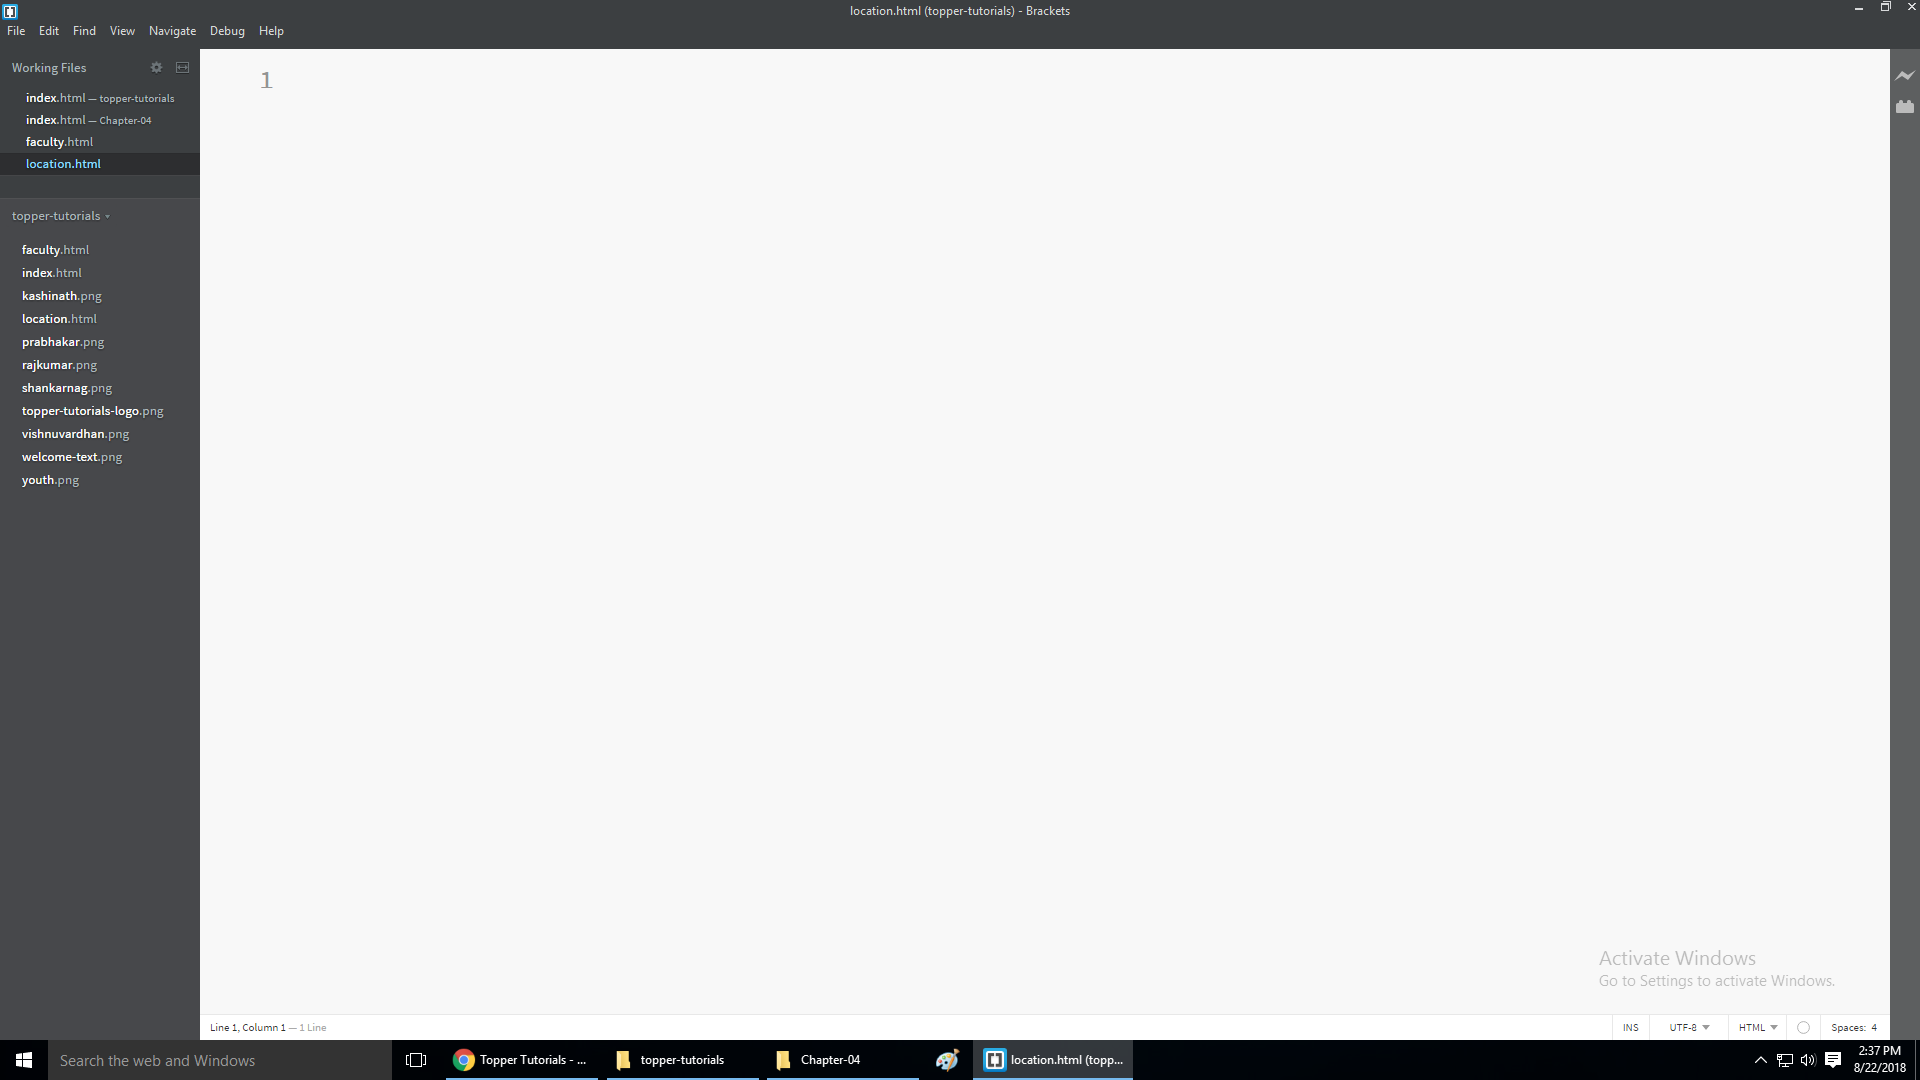 location.html (topper-tutorials) - Brackets
File Edit Find View Navigate Debug Help
Working Files
index.html — topper-tutorials
index.html — Chapter-04
faculty.html
location.html
topper-tutorials
faculty.html
index.html
kashinath.png
location.html
prabhakar.png
rajkumar.png
shankarnag.png
topper-tutorials-logo.png
vishnuvardhan.png
welcome-text.png
youth.png
1
Activate Windows
Go to Settings to activate Windows.
Line 1, Column 1 — 1 Line
INS UTF-8 HTML Spaces: 4
Search the web and Windows
Topper Tutorials - ...
topper-tutorials
Chapter-04
location.html (topp...
2:37 PM
8/22/2018